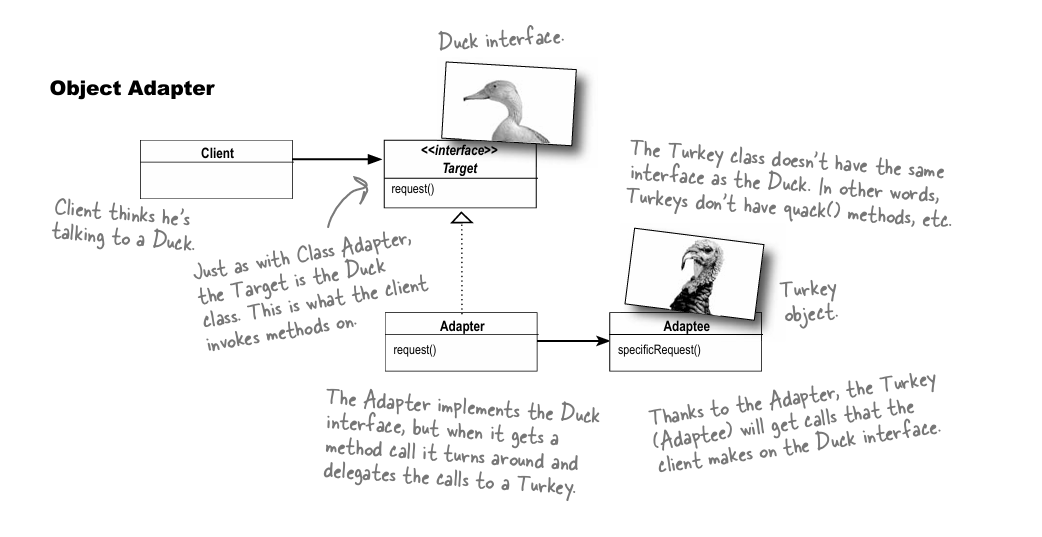 Duck interface.
Object Adapter
Client
<<interface>>
Target
request()
Client thinks he's
talking to a Duck.
Just as with Class Adapter,
the Target is the Duck
class. This is what the client
invokes methods on.
The Turkey class doesn't have the same
interface as the Duck. In other words,
Turkeys don't have quack() methods, etc.
Turkey
object.
Adapter
request()
Adaptee
specificRequest()
The Adapter implements the Duck
interface, but when it gets a
method call it turns around and
delegates the calls to a Turkey.
Thanks to the Adapter, the Turkey
(Adaptee) will get calls that the
client makes on the Duck interface.